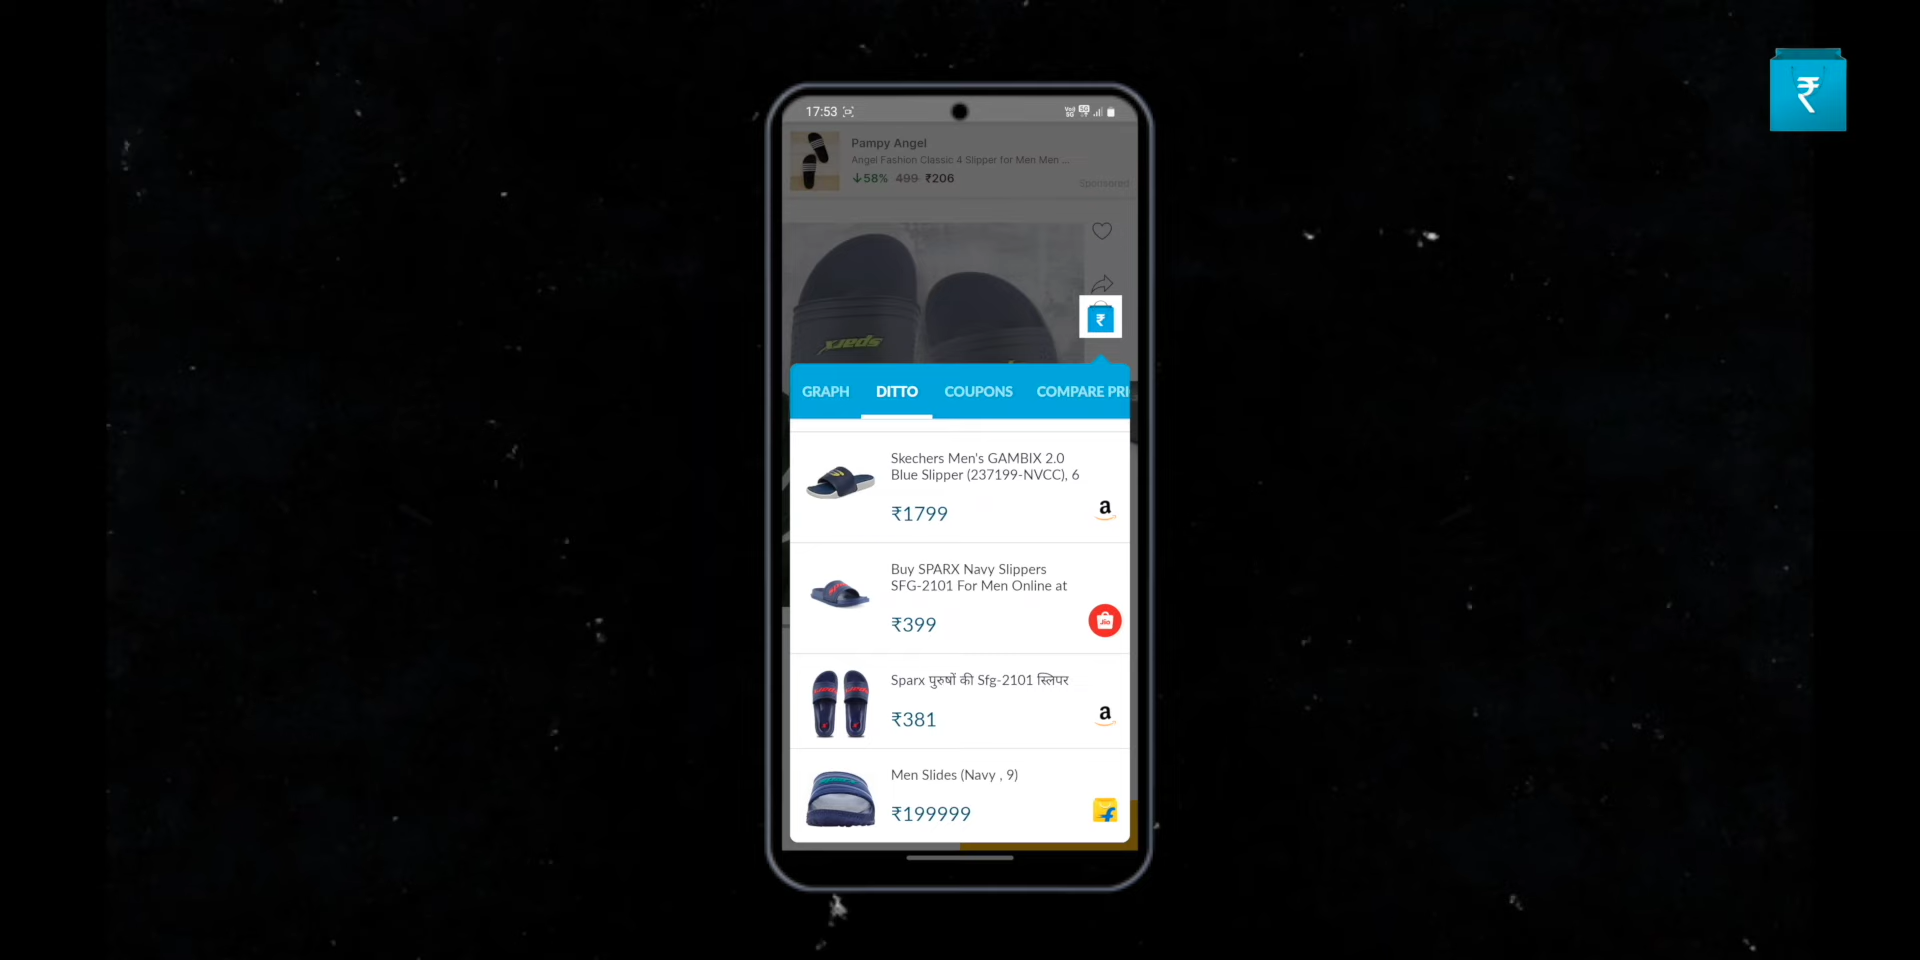 17:53
Pampy Angel
Angel Fashion Classic 4 Slipper for Men Men ...
↓58% 499 ₹206
Sponsored
sparx
₹
GRAPH DITTO COUPONS COMPARE PRI
Skechers Men's GAMBIX 2.0
Blue Slipper (237199-NVCC), 6
₹1799
a
Buy SPARX Navy Slippers
SFG-2101 For Men Online at
₹399
Jio
Sparx पुरुषों की Sfg-2101 स्लिपर
₹381
a
Men Slides (Navy , 9)
₹199999
₹